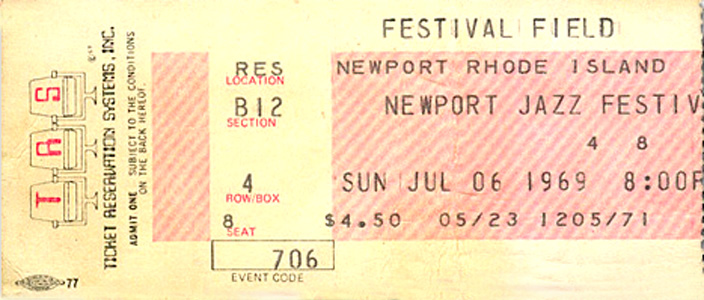 FESTIVAL FIELD
RES
LOCATION
NEWPORT RHODE ISLAND
B12
SECTION
NEWPORT JAZZ FESTIV
4 8
4
ROW/BOX
SUN JUL 06 1969 8:00P
8
SEAT
$4.50 05/23 1205/71
706
EVENT CODE
TICKET RESERVATION SYSTEMS, INC.
ADMIT ONE SUBJECT TO THE CONDITIONS
ON THE BACK HEREOF.
T R S
77